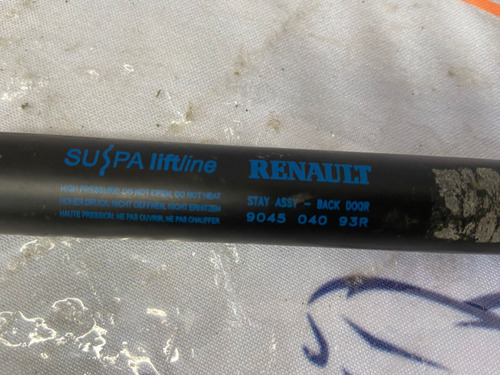 SUSPA liftline
HIGH PRESSURE: DO NOT OPEN, DO NOT HEAT
HOHER DRUCK: NICHT OEFFNEN, NICHT ERHITZEN
HAUTE PRESSION: NE PAS OUVRIR, NE PAS CHAUFFER
RENAULT
STAY ASSY - BACK DOOR
9045 040 93R